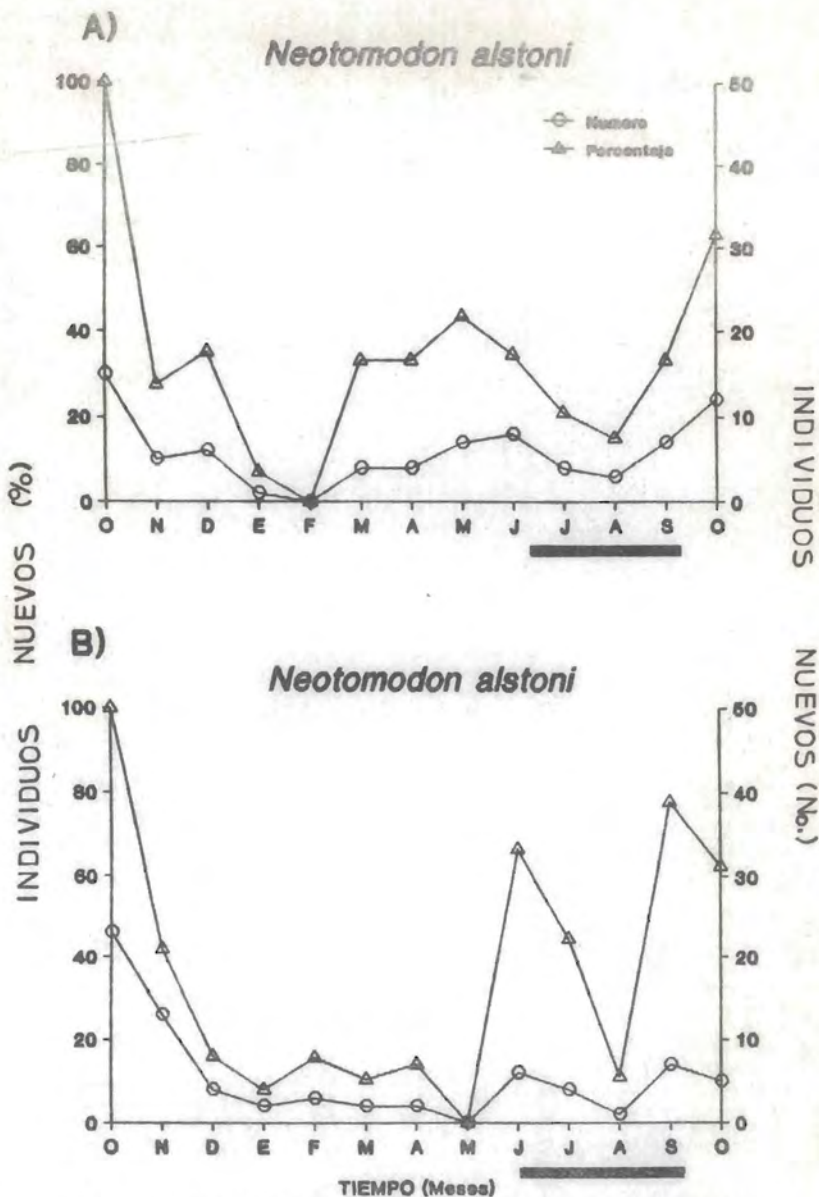 A)
Neotomodon alstoni
100
80
60
40
20
0
50
40
30
20
10
0
Numero
Porcentaje
O N D E F M A M J J A S O
INDIVIDUOS NUEVOS (%)
INDIVIDUOS NUEVOS (No.)
B)
Neotomodon alstoni
100
80
60
40
20
0
50
40
30
20
10
0
O N D E F M A M J J A S O
TIEMPO (Meses)